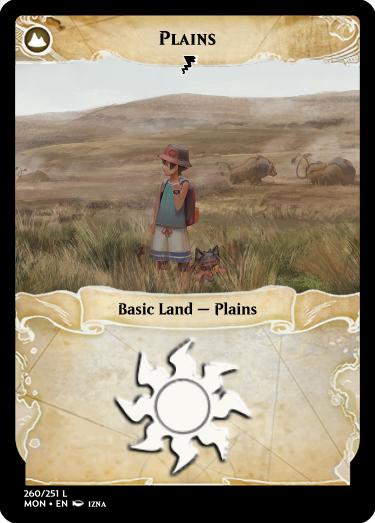 Plains
Basic Land — Plains
260/251 L
MON • EN IZNA